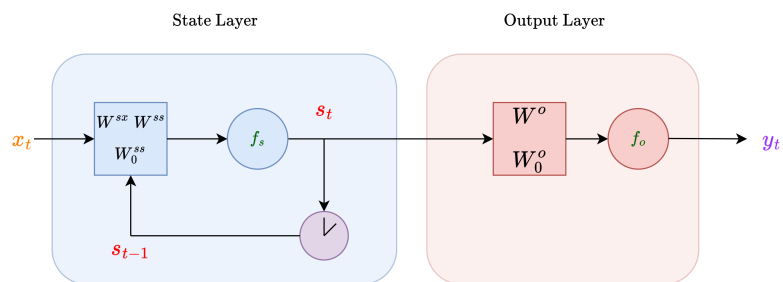 State Layer
Output Layer
x_t
W^{sx} W^{ss}
W_0^{ss}
f_s
s_t
W^o
W_0^o
f_o
y_t
s_{t-1}